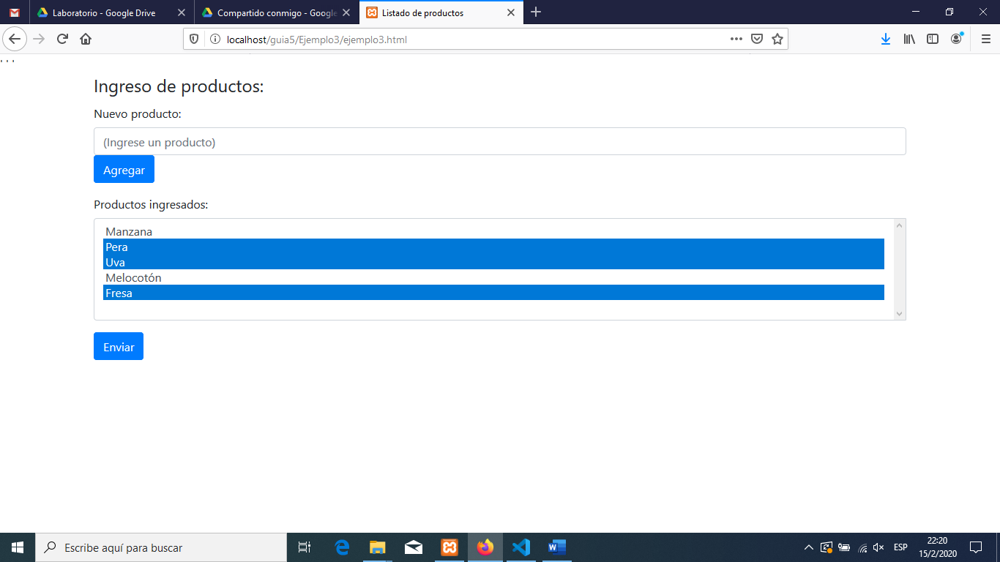 Laboratorio - Google Drive
Compartido conmigo - Google
Listado de productos
localhost/guia5/Ejemplo3/ejemplo3.html
Ingreso de productos:
Nuevo producto:
(Ingrese un producto)
Agregar
Productos ingresados:
Manzana
Pera
Uva
Melocotón
Fresa
Enviar
Escribe aquí para buscar
ESP
22:20
15/2/2020